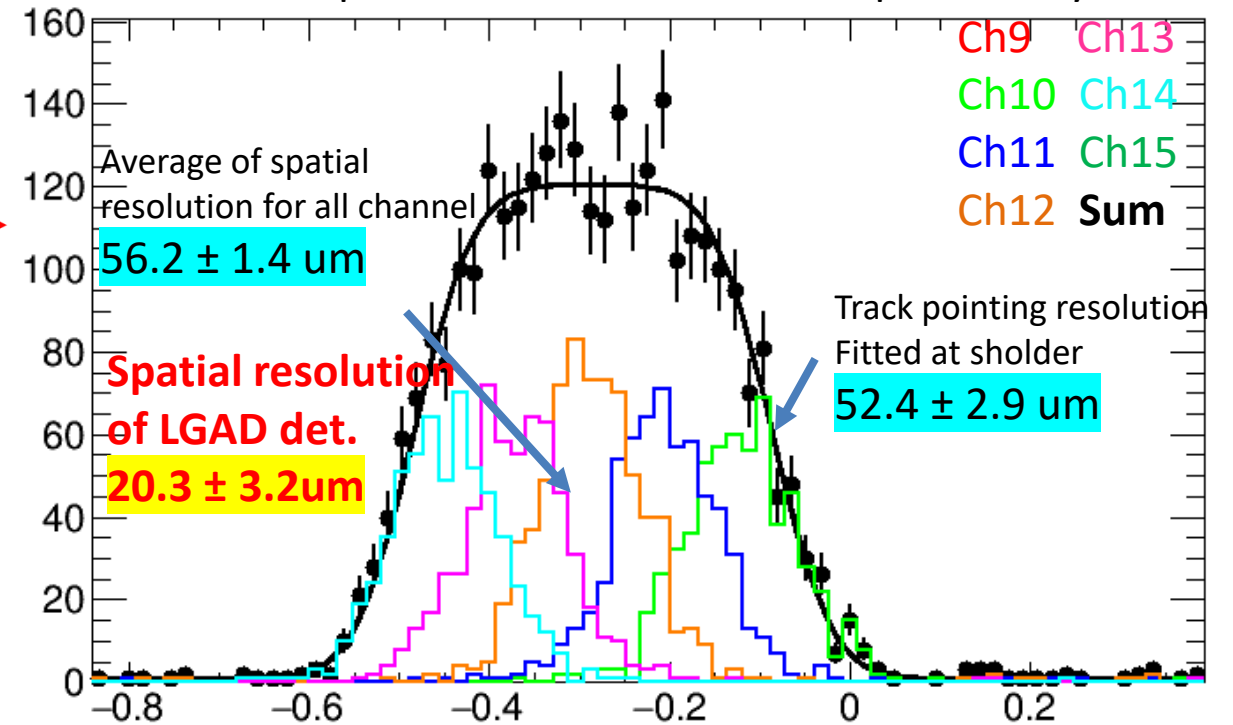 160
140
120
100
80
60
40
20
0
−0.8 −0.6 −0.4 −0.2 0 0.2
Average of spatial
resolution for all channel
56.2 ± 1.4 um
Spatial resolution
of LGAD det.
20.3 ± 3.2um
Ch9 Ch13
Ch10 Ch14
Ch11 Ch15
Ch12 Sum
Track pointing resolution
Fitted at sholder
52.4 ± 2.9 um